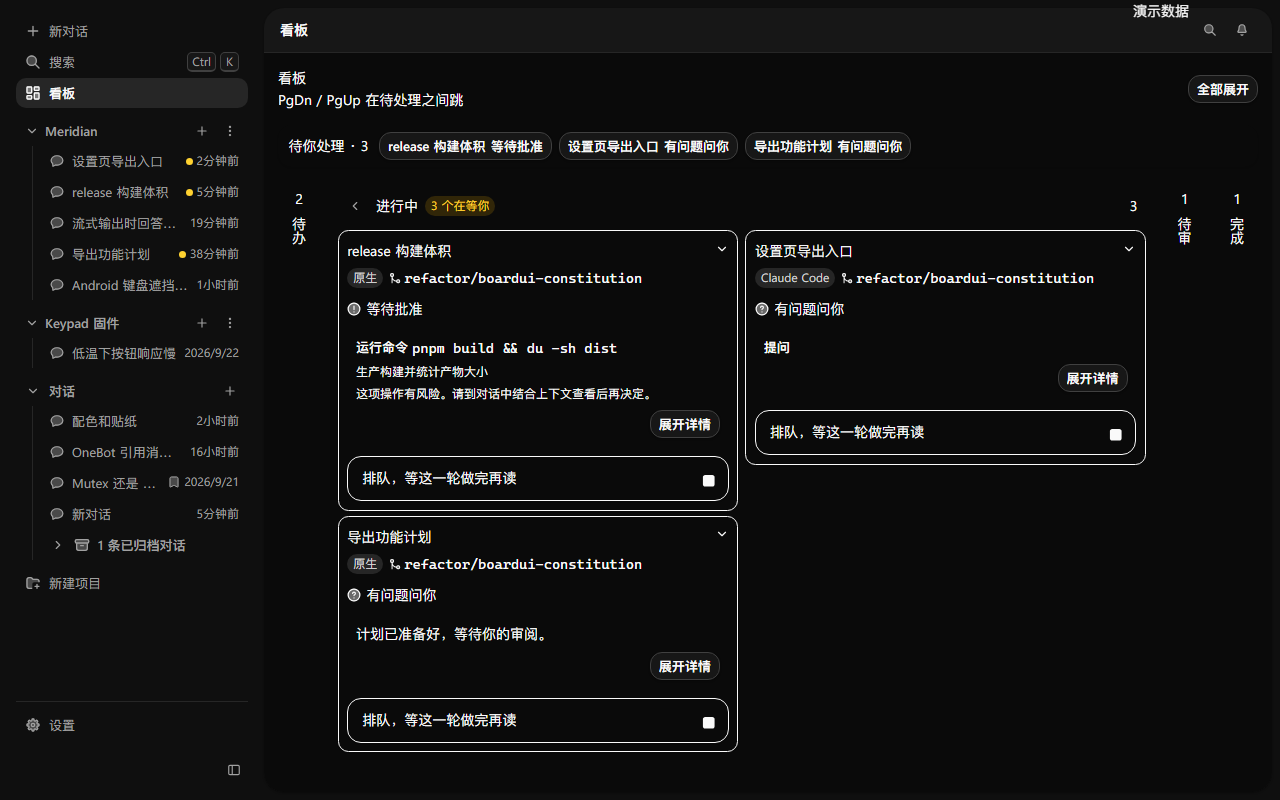 新对话
搜索 Ctrl K
看板
Meridian
设置页导出入口 2分钟前
release 构建体积 5分钟前
流式输出时回答… 19分钟前
导出功能计划 38分钟前
Android 键盘遮挡… 1小时前
Keypad 固件
低温下按钮响应慢 2026/9/22
对话
配色和贴纸 2小时前
OneBot 引用消… 16小时前
Mutex 还是 … 2026/9/21
新对话 5分钟前
1 条已归档对话
新建项目
设置
看板
演示数据
看板
PgDn / PgUp 在待处理之间跳
全部展开
待你处理 · 3 release 构建体积 等待批准 设置页导出入口 有问题问你 导出功能计划 有问题问你
2
待办
进行中 3 个在等你 3
release 构建体积
原生 refactor/boardui-constitution
等待批准
运行命令 pnpm build && du -sh dist
生产构建并统计产物大小
这项操作有风险。请到对话中结合上下文查看后再决定。
展开详情
排队，等这一轮做完再读
设置页导出入口
Claude Code refactor/boardui-constitution
有问题问你
提问
展开详情
排队，等这一轮做完再读
导出功能计划
原生 refactor/boardui-constitution
有问题问你
计划已准备好，等待你的审阅。
展开详情
排队，等这一轮做完再读
1
待审
1
完成